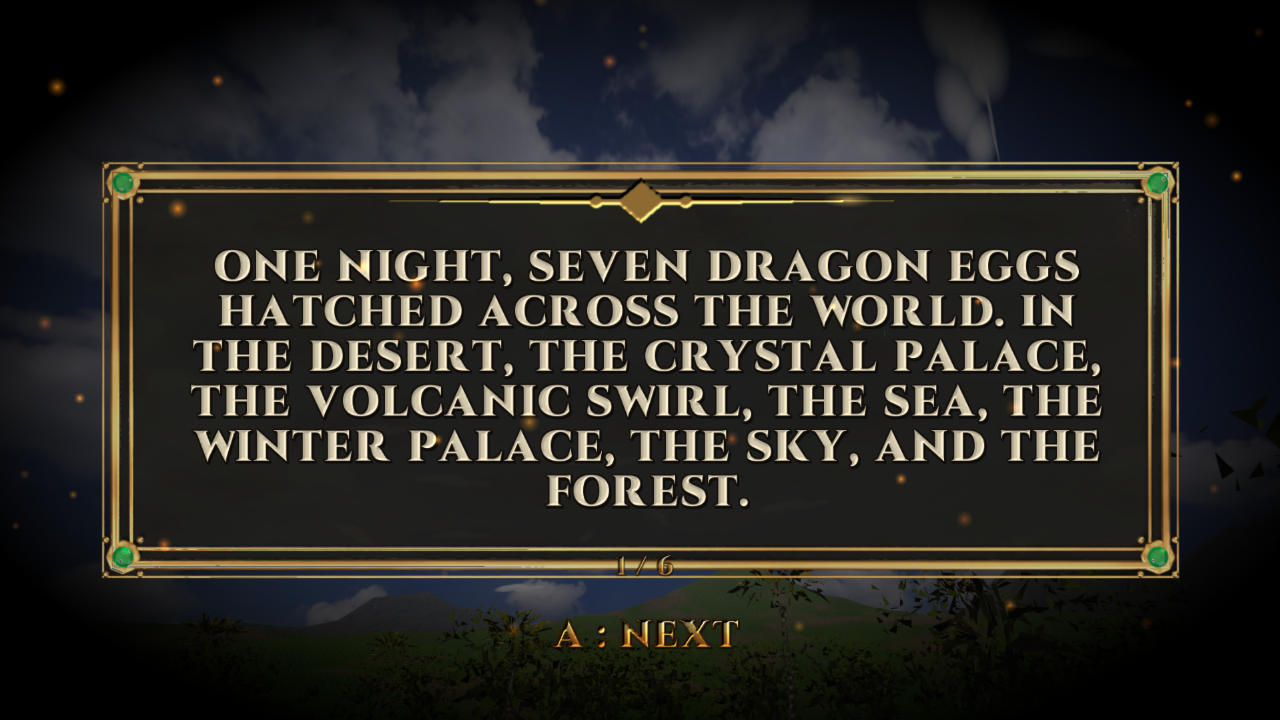 ONE NIGHT, SEVEN DRAGON EGGS
HATCHED ACROSS THE WORLD. IN
THE DESERT, THE CRYSTAL PALACE,
THE VOLCANIC SWIRL, THE SEA, THE
WINTER PALACE, THE SKY, AND THE
FOREST.
1 / 6
A : NEXT